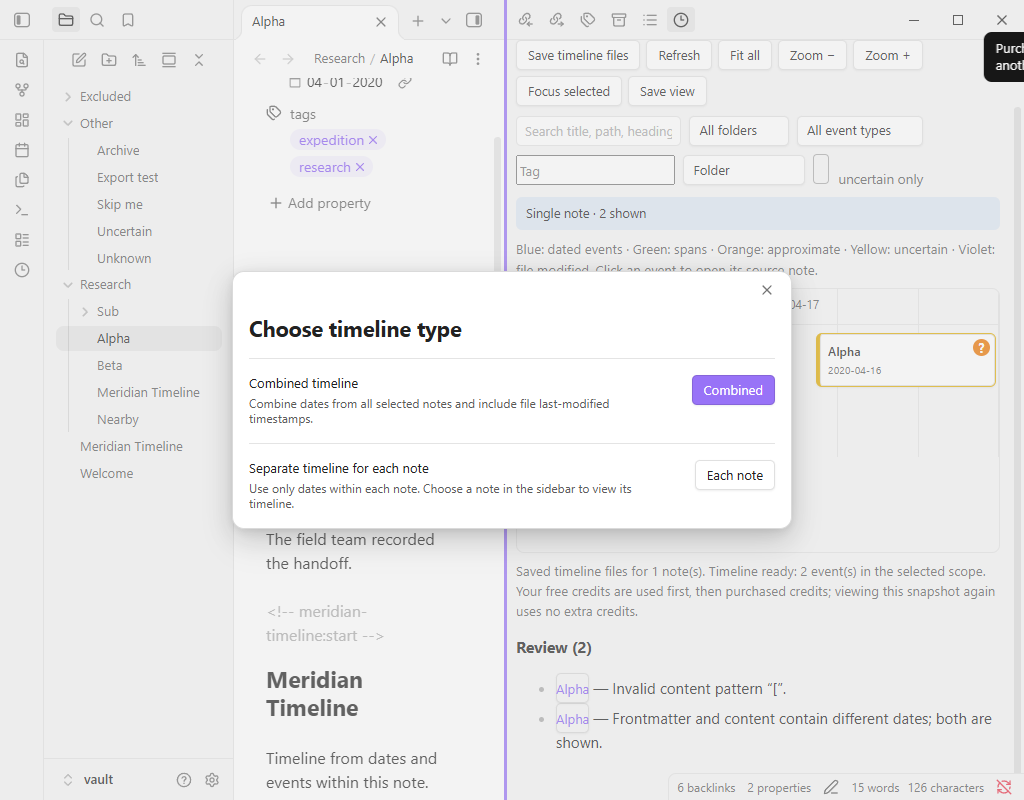 Alpha
Research / Alpha
Excluded
Other
Archive
Export test
Skip me
Uncertain
Unknown
Research
Sub
Alpha
Beta
Meridian Timeline
Nearby
Meridian Timeline
Welcome
vault
04-01-2020
tags
expedition
research
Add property
The field team recorded
the handoff.
<!-- meridian-
timeline:start -->
Meridian
Timeline
Timeline from dates and
events within this note.
Save timeline files
Refresh
Fit all
Zoom −
Zoom +
Focus selected
Save view
Search title, path, heading
All folders
All event types
Tag
Folder
uncertain only
Single note · 2 shown
Blue: dated events · Green: spans · Orange: approximate · Yellow: uncertain · Violet:
file modified. Click an event to open its source note.
04-17
Alpha
?
2020-04-16
Choose timeline type
Combined timeline
Combine dates from all selected notes and include file last-modified
timestamps.
Combined
Separate timeline for each note
Use only dates within each note. Choose a note in the sidebar to view its
timeline.
Each note
Saved timeline files for 1 note(s). Timeline ready: 2 event(s) in the selected scope.
Your free credits are used first, then purchased credits; viewing this snapshot again
uses no extra credits.
Review (2)
Alpha — Invalid content pattern “[”.
Alpha — Frontmatter and content contain different dates; both are
shown.
6 backlinks
2 properties
15 words
126 characters